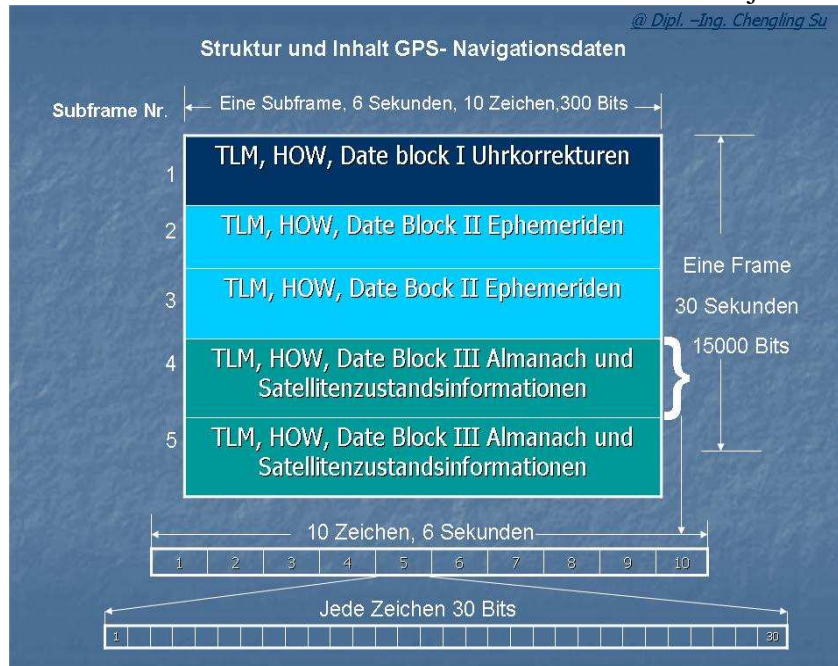 @ Dipl. –Ing. Chengling Su
Struktur und Inhalt GPS- Navigationsdaten
Subframe Nr.
Eine Subframe, 6 Sekunden, 10 Zeichen,300 Bits
1
TLM, HOW, Date block I Uhrkorrekturen
2
TLM, HOW, Date Block II Ephemeriden
3
TLM, HOW, Date Bock II Ephemeriden
4
TLM, HOW, Date Block III Almanach und
Satellitenzustandsinformationen
5
TLM, HOW, Date Block III Almanach und
Satellitenzustandsinformationen
Eine Frame
30 Sekunden
15000 Bits
10 Zeichen, 6 Sekunden
1 2 3 4 5 6 7 8 9 10
Jede Zeichen 30 Bits
1 30